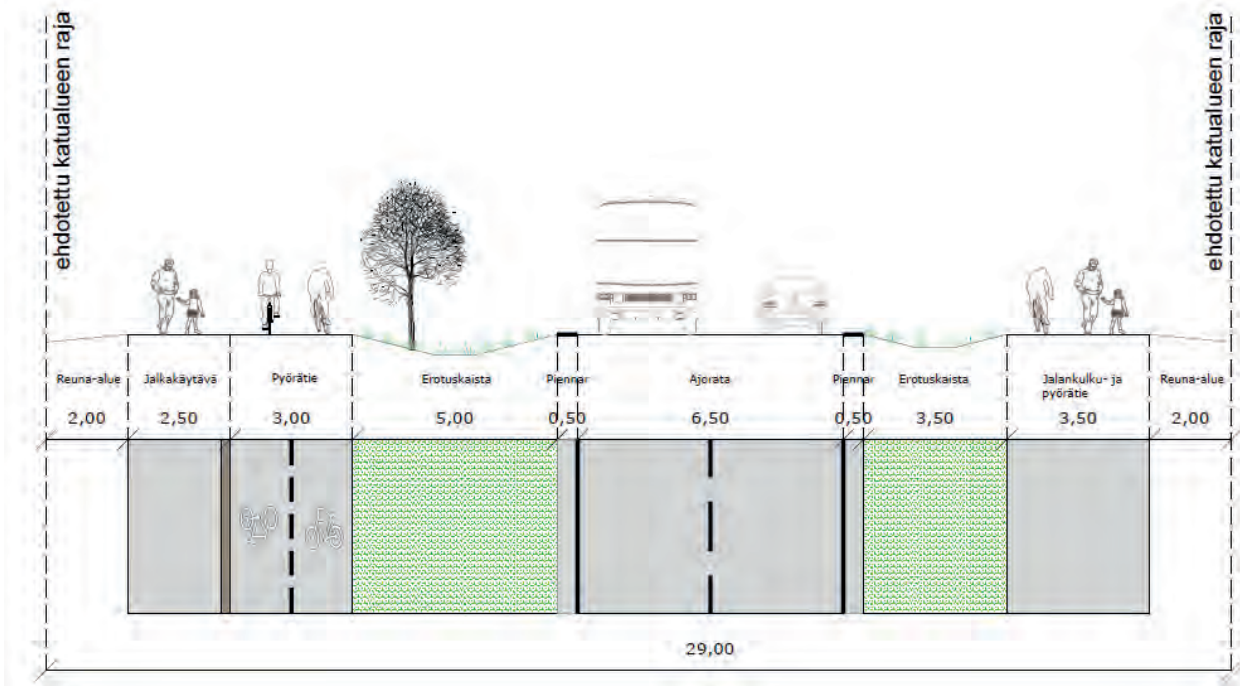 ehdotettu katualueen raja
ehdotettu katualueen raja
Reuna-alue
Jalkakäytävä
Pyörätie
Erotuskaista
Piennar
Ajorata
Piennar
Erotuskaista
Jalankulku- ja
pyörätie
Reuna-alue
2,00
2,50
3,00
5,00
0,50
6,50
0,50
3,50
3,50
2,00
29,00